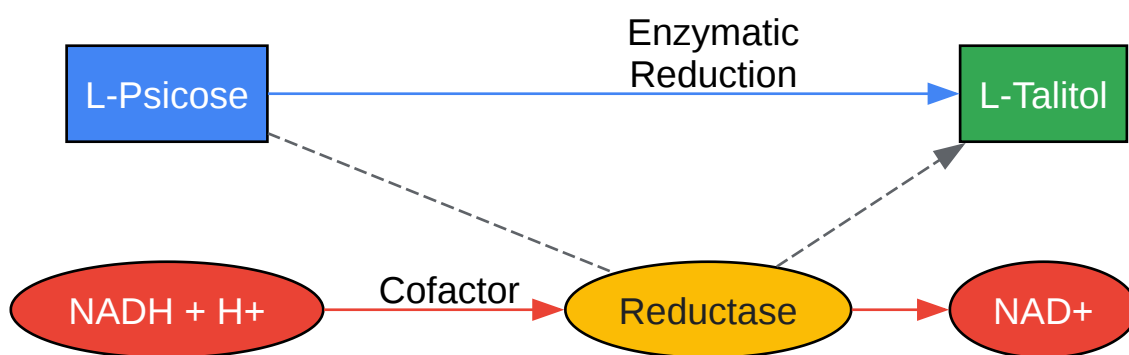 Enzymatic
Reduction
L-Psicose
L-Talitol
Cofactor
NADH + H+
Reductase
NAD+